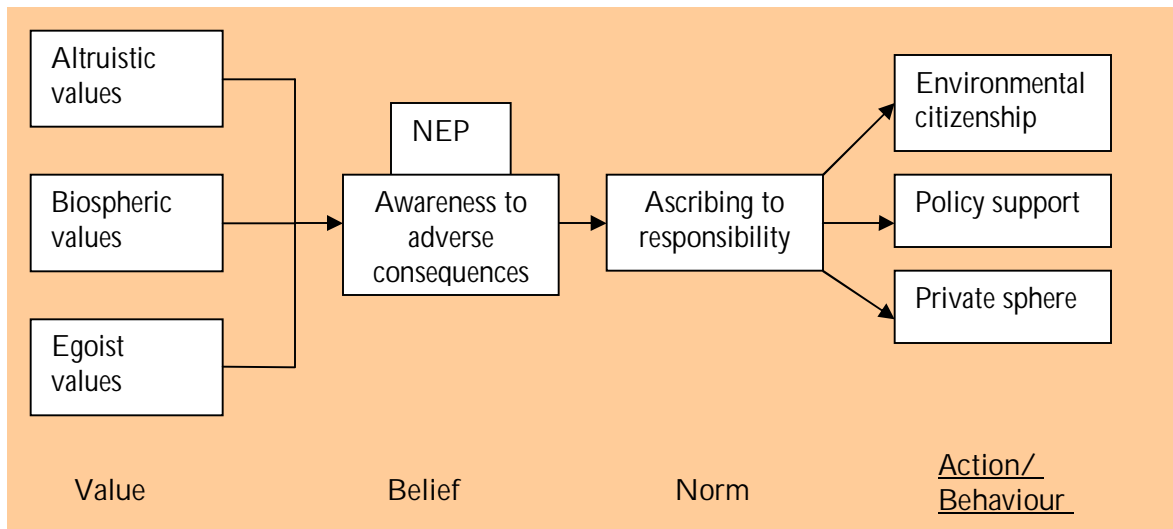 Altruistic
values
Biospheric
values
Egoist
values
NEP
Awareness to
adverse
consequences
Ascribing to
responsibility
Environmental
citizenship
Policy support
Private sphere
Value
Belief
Norm
Action/
Behaviour